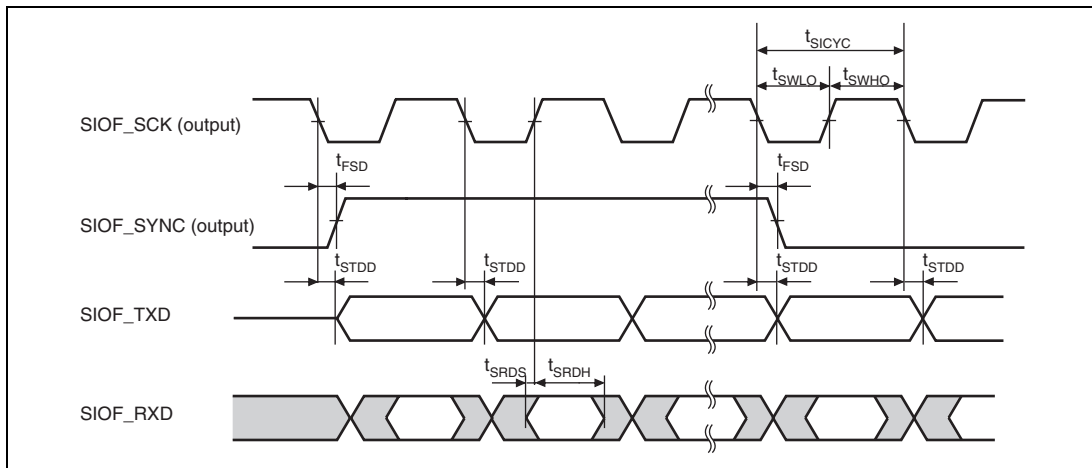 tSICYC
tSWLO tSWHO
SIOF_SCK (output)
tFSD tFSD
SIOF_SYNC (output)
tSTDD tSTDD tSTDD tSTDD
SIOF_TXD
tSRDS tSRDH
SIOF_RXD